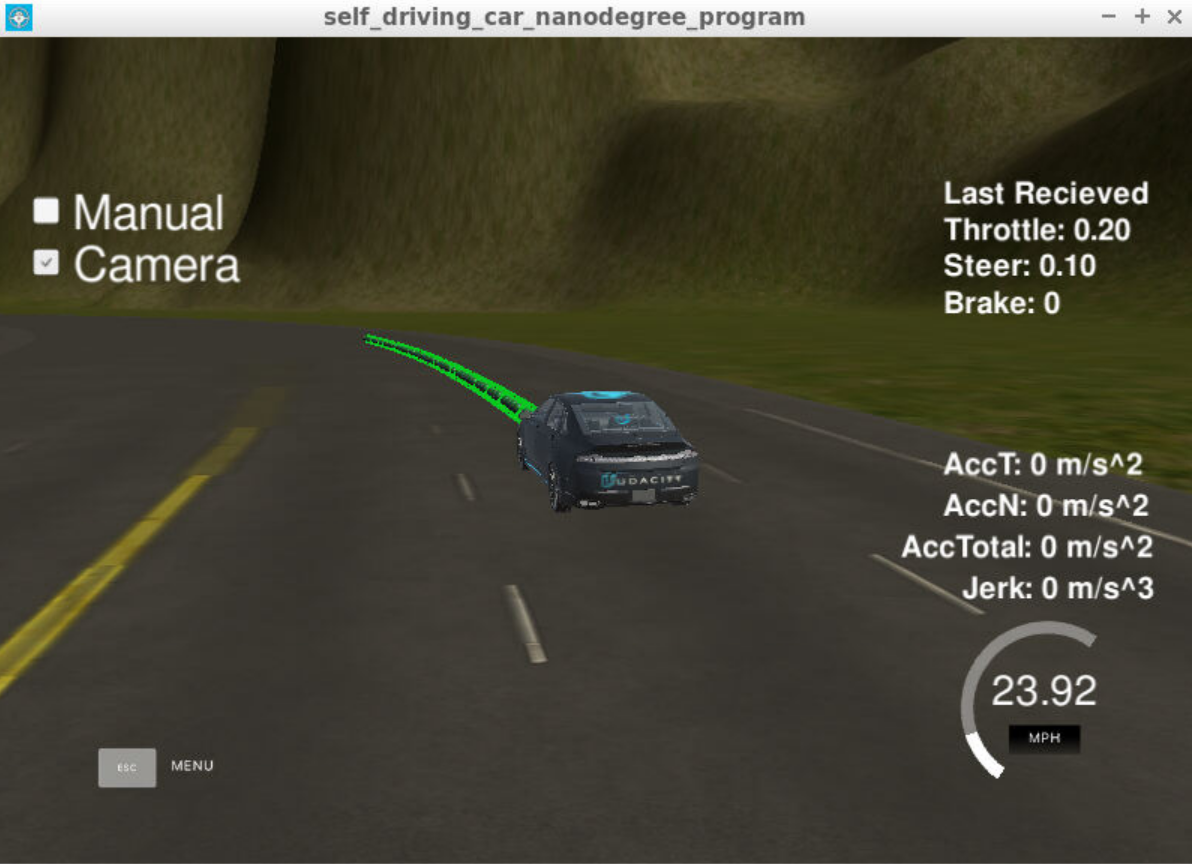 self_driving_car_nanodegree_program
Manual
Camera
Last Recieved
Throttle: 0.20
Steer: 0.10
Brake: 0
UDACITY
AccT: 0 m/s^2
AccN: 0 m/s^2
AccTotal: 0 m/s^2
Jerk: 0 m/s^3
23.92
MPH
ESC MENU